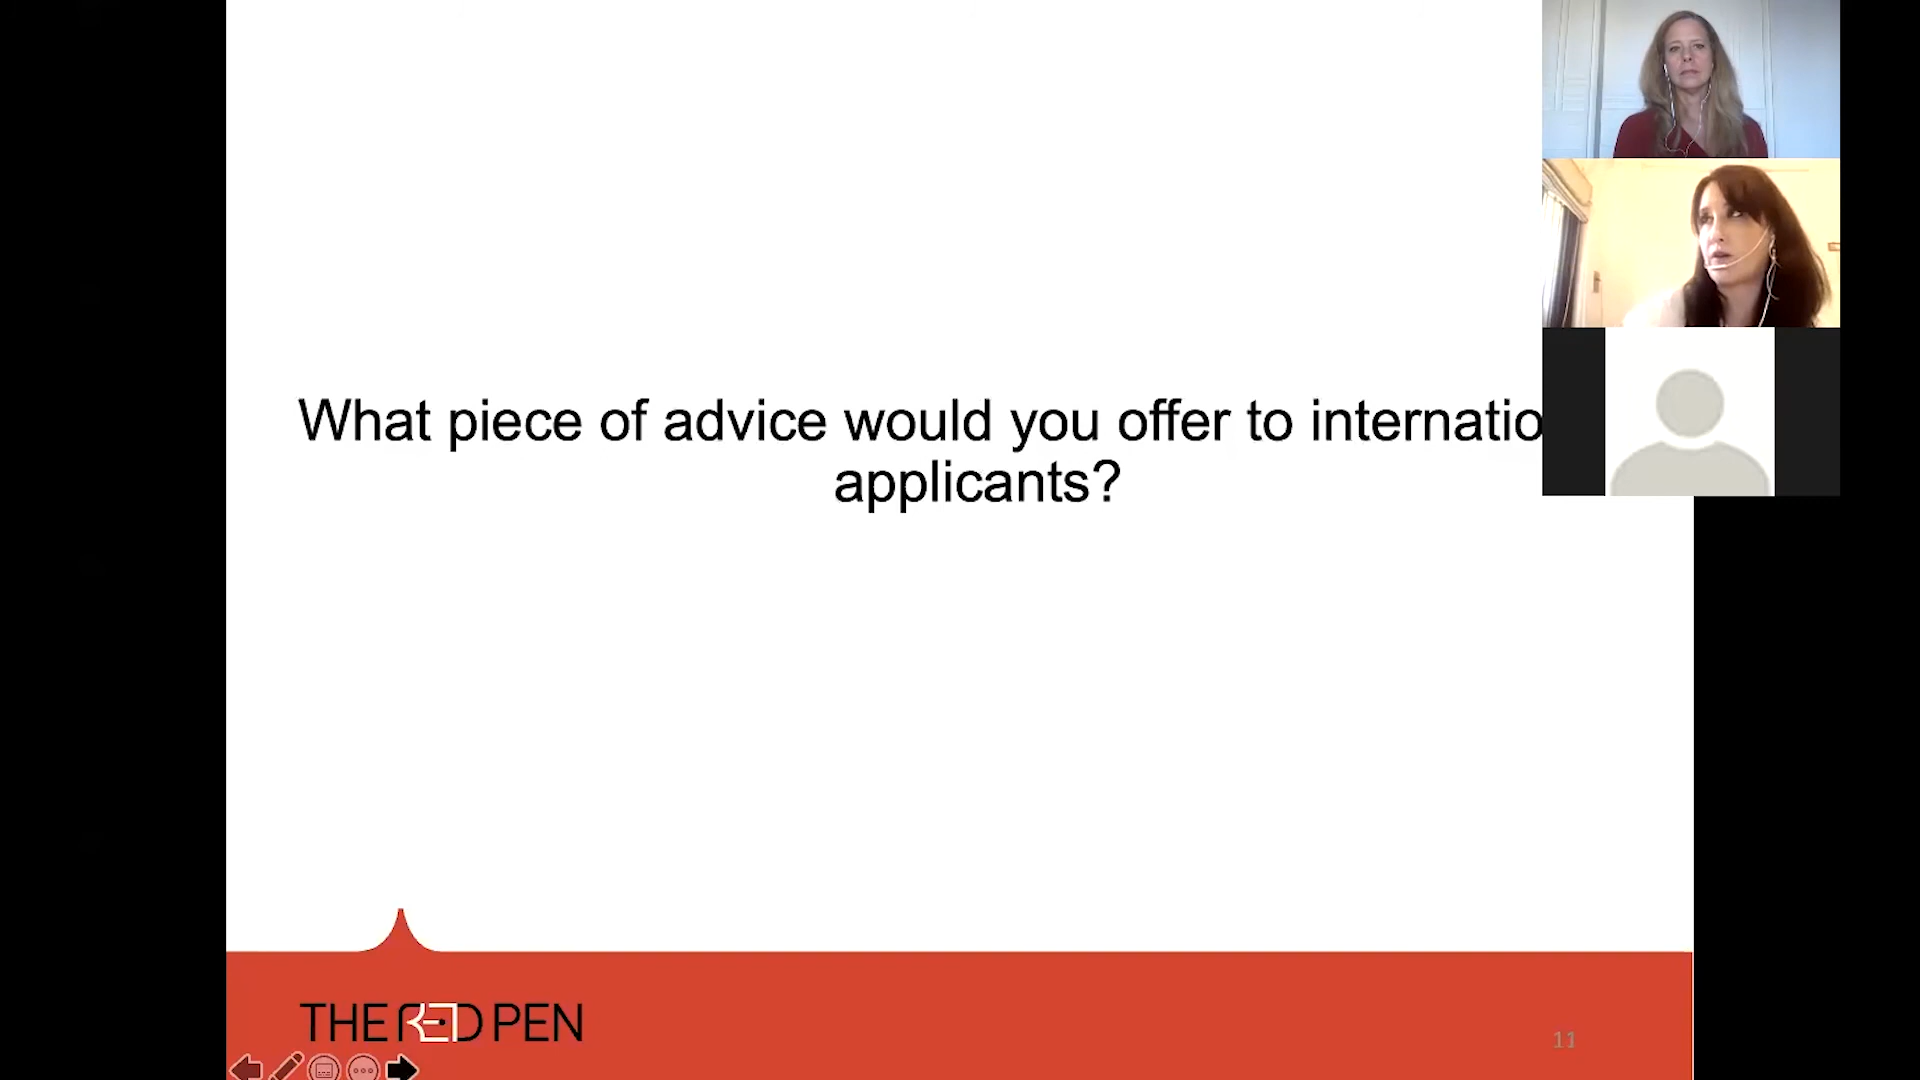 What piece of advice would you offer to internatio
applicants?
THE RED PEN
11